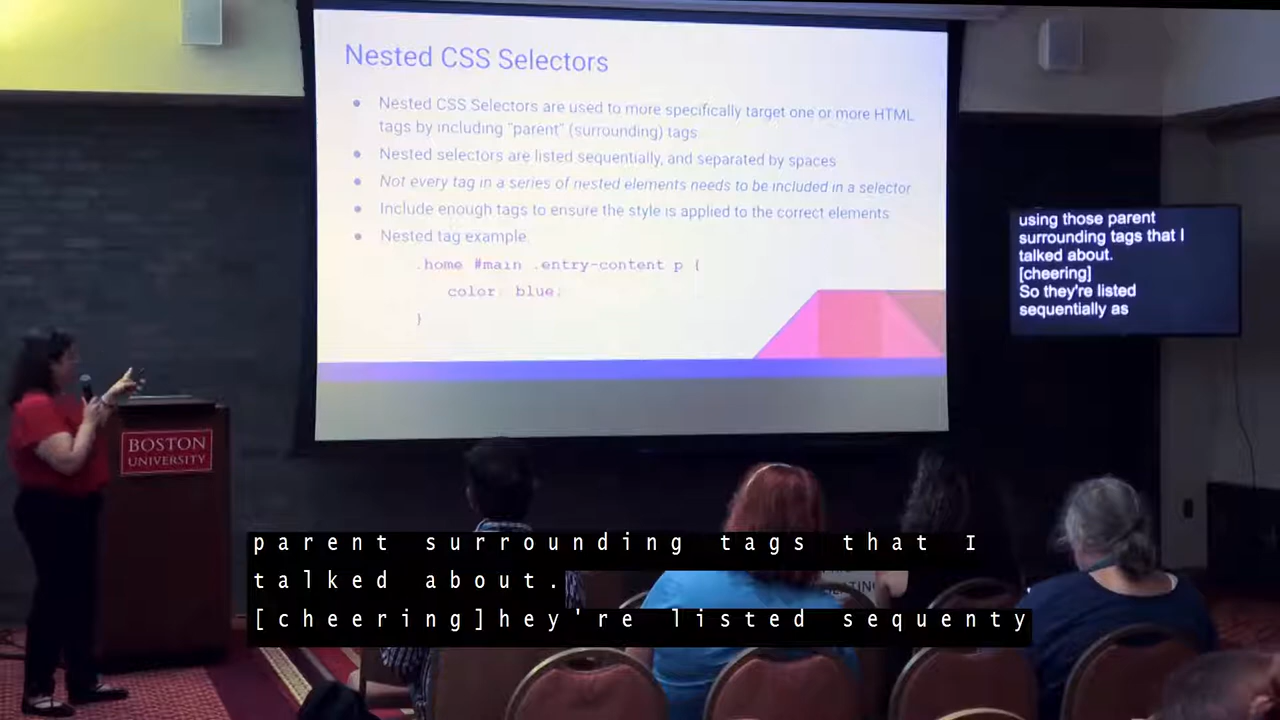 Nested CSS Selectors
● Nested CSS Selectors are used to more specifically target one or more HTML
tags by including "parent" (surrounding) tags
● Nested selectors are listed sequentially, and separated by spaces
● Not every tag in a series of nested elements needs to be included in a selector
● Include enough tags to ensure the style is applied to the correct elements
● Nested tag example:
.home #main .entry-content p {
color: blue;
}
using those parent
surrounding tags that I
talked about.
[cheering]
So they're listed
sequentially as
BOSTON
UNIVERSITY
parent surrounding tags that I
talked about.
[cheering]hey're listed sequenty